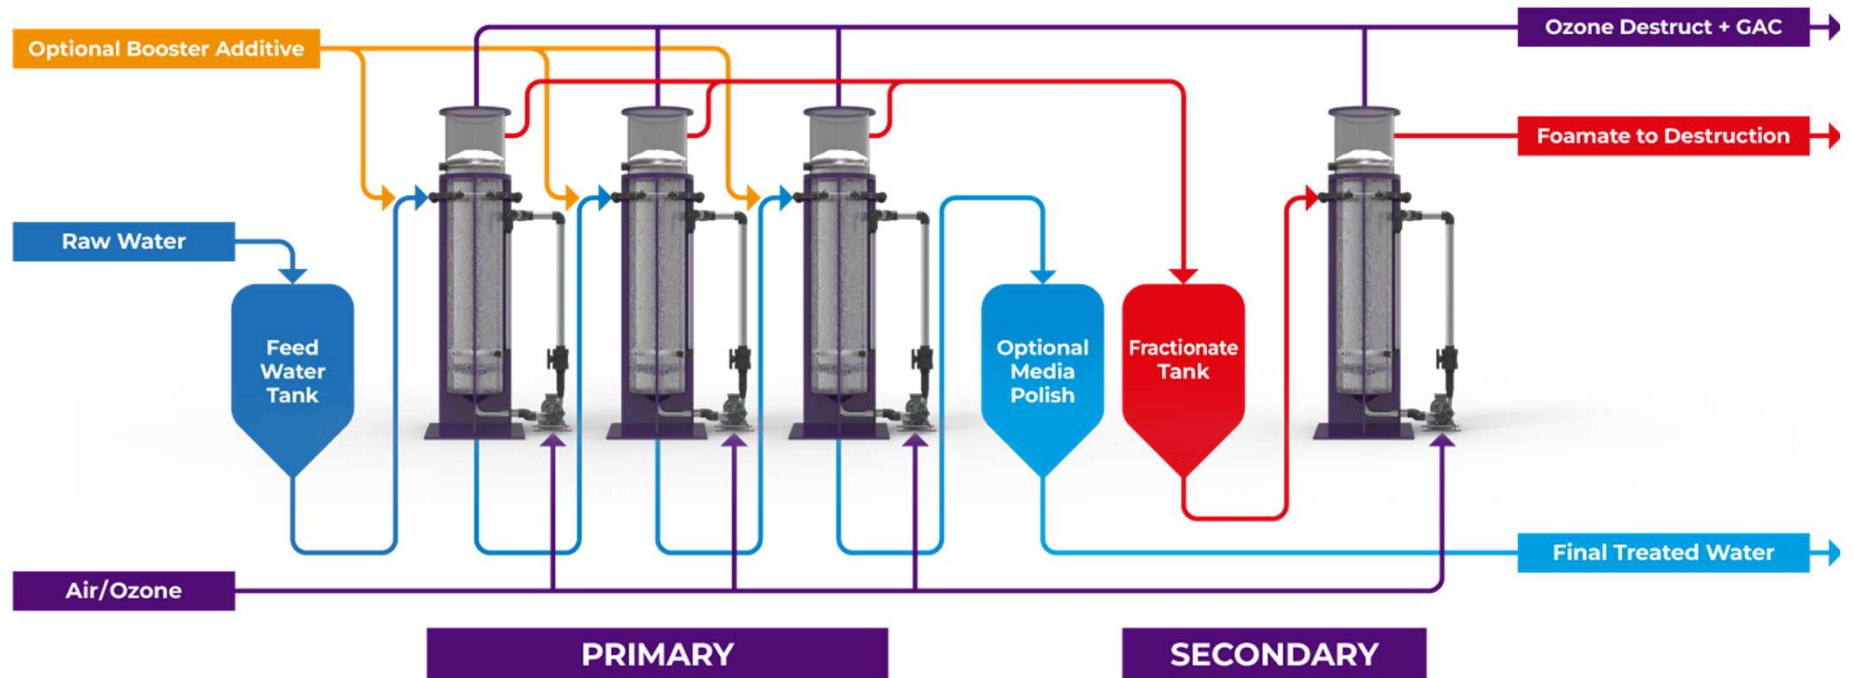 Optional Booster Additive
Ozone Destruct + GAC
Foamate to Destruction
Raw Water
Feed
Water
Tank
Optional
Media
Polish
Fractionate
Tank
Final Treated Water
Air/Ozone
PRIMARY
SECONDARY